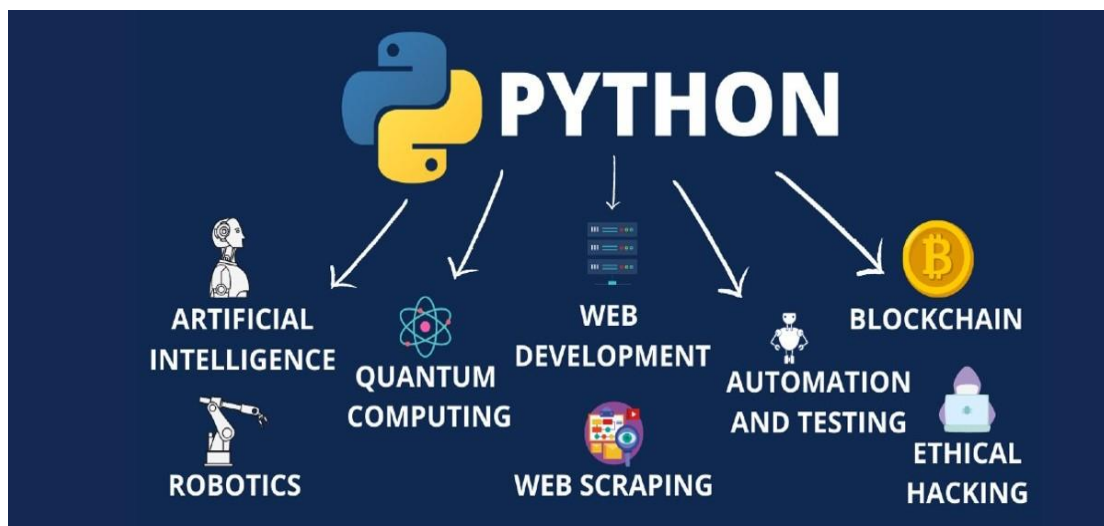 PYTHON
ARTIFICIAL
INTELLIGENCE
QUANTUM
COMPUTING
WEB
DEVELOPMENT
AUTOMATION
AND TESTING
BLOCKCHAIN
ROBOTICS
WEB SCRAPING
ETHICAL
HACKING